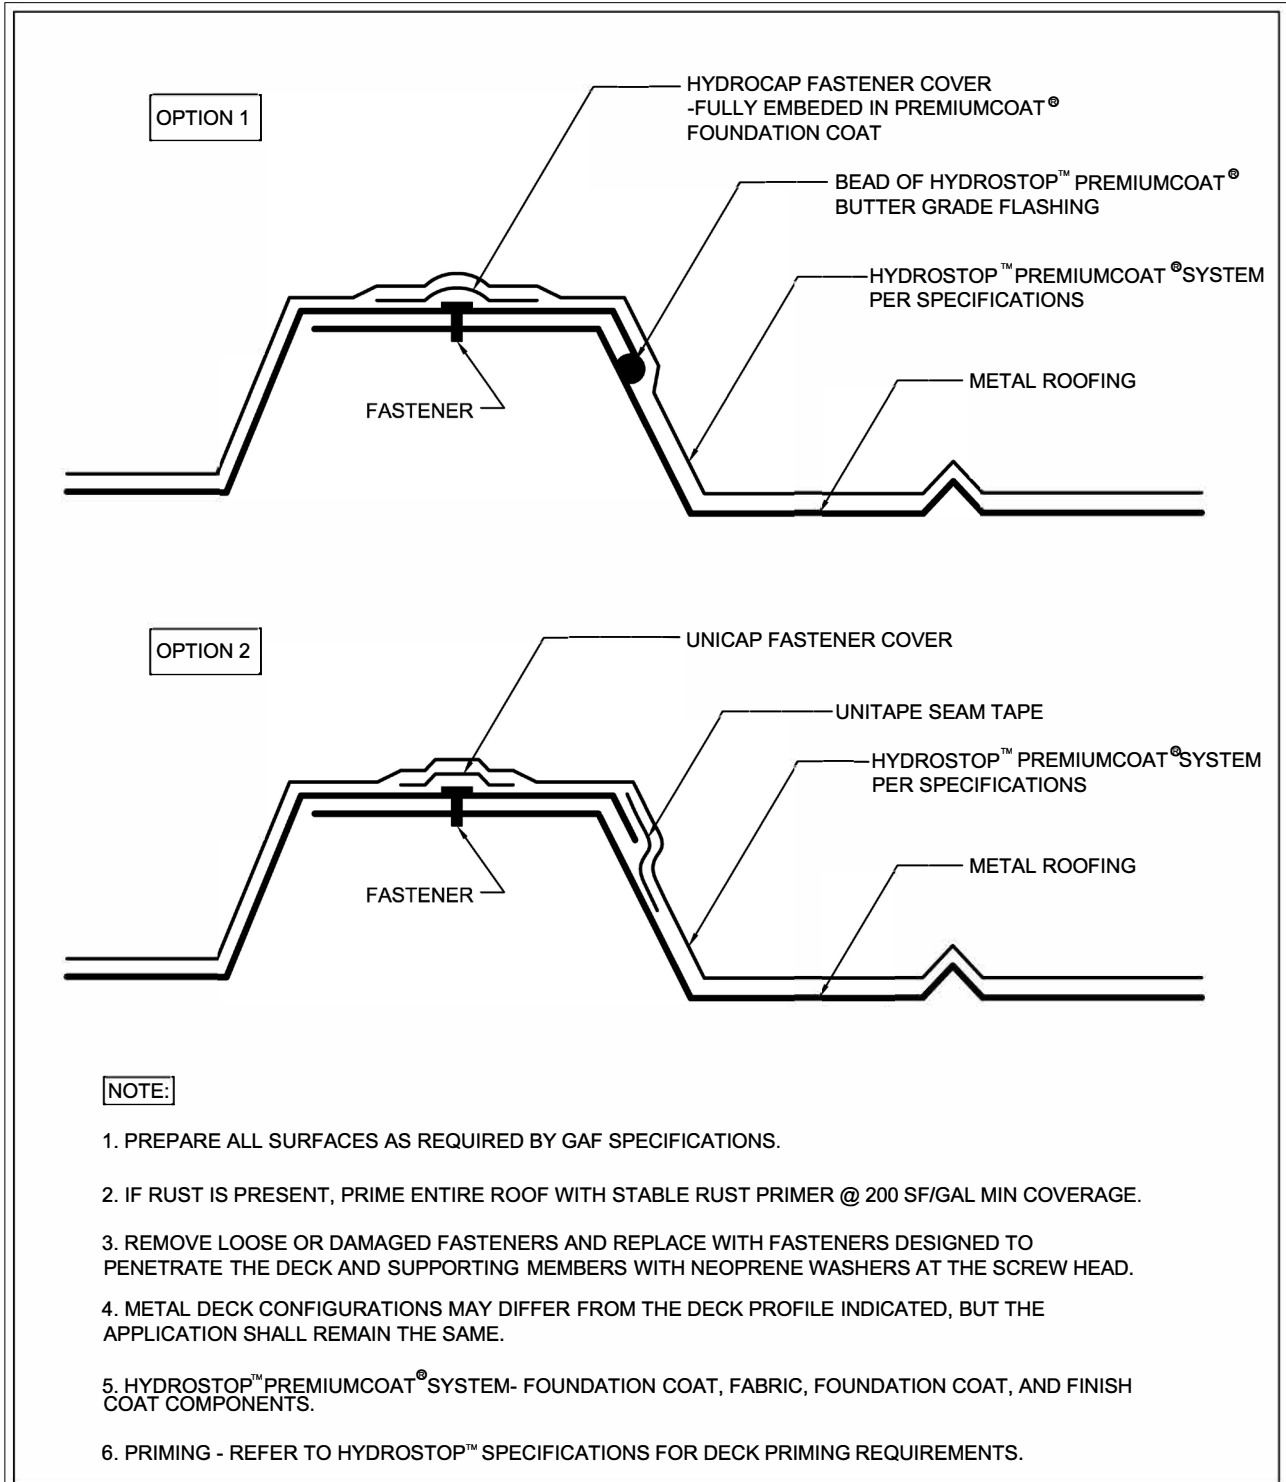 OPTION 1
HYDROCAP FASTENER COVER
-FULLY EMBEDED IN PREMIUMCOAT®
FOUNDATION COAT
BEAD OF HYDROSTOP™ PREMIUMCOAT®
BUTTER GRADE FLASHING
HYDROSTOP™ PREMIUMCOAT® SYSTEM
PER SPECIFICATIONS
METAL ROOFING
FASTENER
OPTION 2
UNICAP FASTENER COVER
UNITAPE SEAM TAPE
HYDROSTOP™ PREMIUMCOAT® SYSTEM
PER SPECIFICATIONS
METAL ROOFING
FASTENER
NOTE:
1. PREPARE ALL SURFACES AS REQUIRED BY GAF SPECIFICATIONS.
2. IF RUST IS PRESENT, PRIME ENTIRE ROOF WITH STABLE RUST PRIMER @ 200 SF/GAL MIN COVERAGE.
3. REMOVE LOOSE OR DAMAGED FASTENERS AND REPLACE WITH FASTENERS DESIGNED TO
PENETRATE THE DECK AND SUPPORTING MEMBERS WITH NEOPRENE WASHERS AT THE SCREW HEAD.
4. METAL DECK CONFIGURATIONS MAY DIFFER FROM THE DECK PROFILE INDICATED, BUT THE
APPLICATION SHALL REMAIN THE SAME.
5. HYDROSTOP™ PREMIUMCOAT® SYSTEM- FOUNDATION COAT, FABRIC, FOUNDATION COAT, AND FINISH
COAT COMPONENTS.
6. PRIMING - REFER TO HYDROSTOP™ SPECIFICATIONS FOR DECK PRIMING REQUIREMENTS.